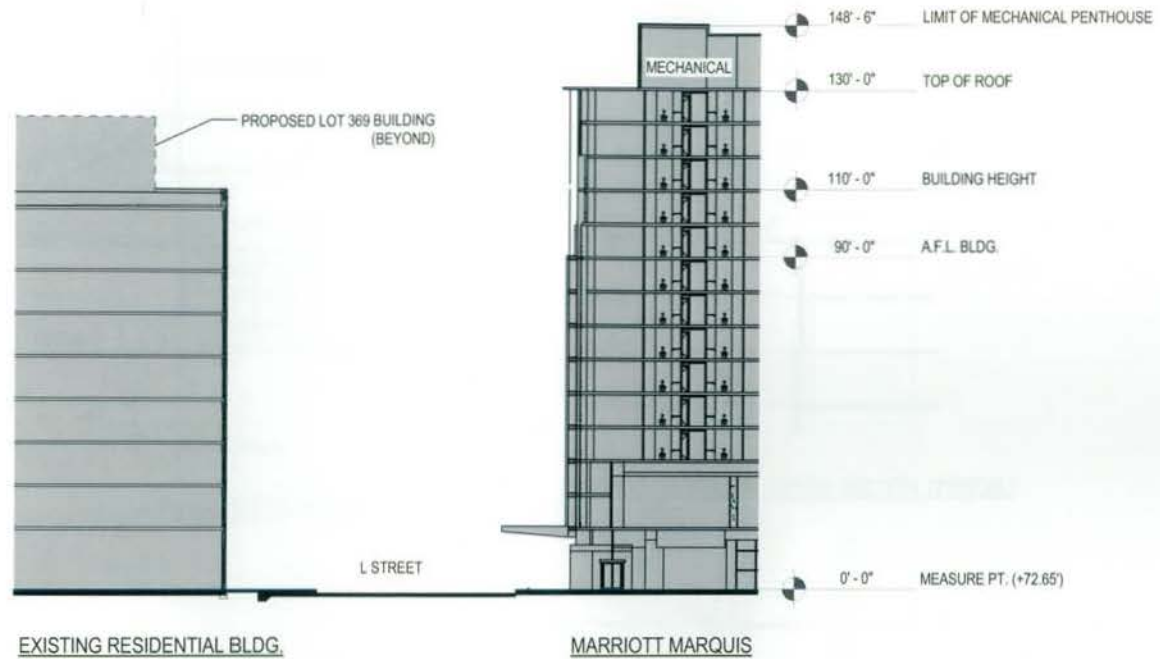 148' - 6" LIMIT OF MECHANICAL PENTHOUSE
MECHANICAL
130' - 0" TOP OF ROOF
PROPOSED LOT 369 BUILDING
(BEYOND)
110' - 0" BUILDING HEIGHT
90' - 0" A.F.L. BLDG.
L STREET
0' - 0" MEASURE PT. (+72.65')
EXISTING RESIDENTIAL BLDG.
MARRIOTT MARQUIS